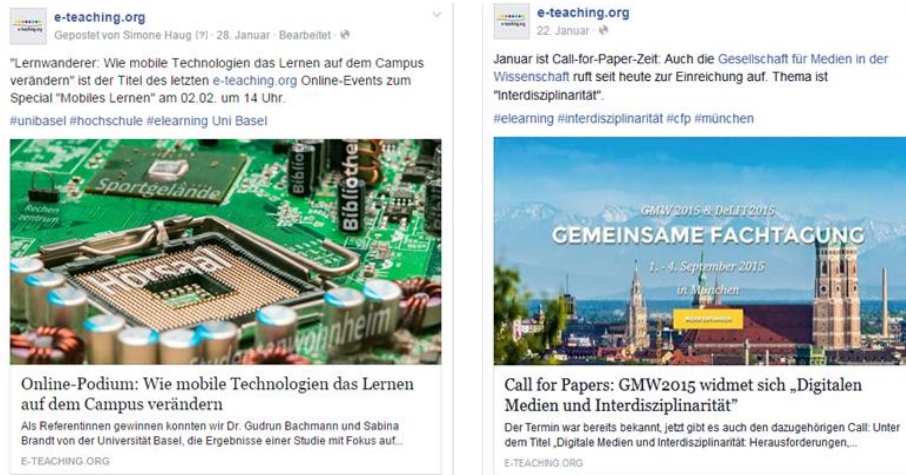 e-teaching.org
Gepostet von Simone Haug [?] · 28. Januar · Bearbeitet ·
"Lernwanderer: Wie mobile Technologien das Lernen auf dem Campus
verändern" ist der Titel des letzten e-teaching.org Online-Events zum
Special "Mobiles Lernen" am 02.02. um 14 Uhr.
#unibasel #hochschule #elearning Uni Basel
Sportgelände
Bibliothek
Rechen
zentrum
Bibliothek
Hörsaal
Studentenwohnheim
Online-Podium: Wie mobile Technologien das Lernen
auf dem Campus verändern
Als Referentinnen gewinnen konnten wir Dr. Gudrun Bachmann und Sabina
Brandt von der Universität Basel, die Ergebnisse einer Studie mit Fokus auf...
E-TEACHING.ORG
e-teaching.org
22. Januar ·
Januar ist Call-for-Paper-Zeit: Auch die Gesellschaft für Medien in der
Wissenschaft ruft seit heute zur Einreichung auf. Thema ist
"Interdisziplinarität".
#elearning #interdisziplinarität #cfp #münchen
GMW 2015 & DeLFI 2015
GEMEINSAME FACHTAGUNG
1. - 4. September 2015
in München
MEHR ERFAHREN
Call for Papers: GMW2015 widmet sich „Digitalen
Medien und Interdisziplinarität”
Der Termin war bereits bekannt, jetzt gibt es auch den dazugehörigen Call: Unter
dem Titel „Digitale Medien und Interdisziplinarität: Herausforderungen,...
E-TEACHING.ORG